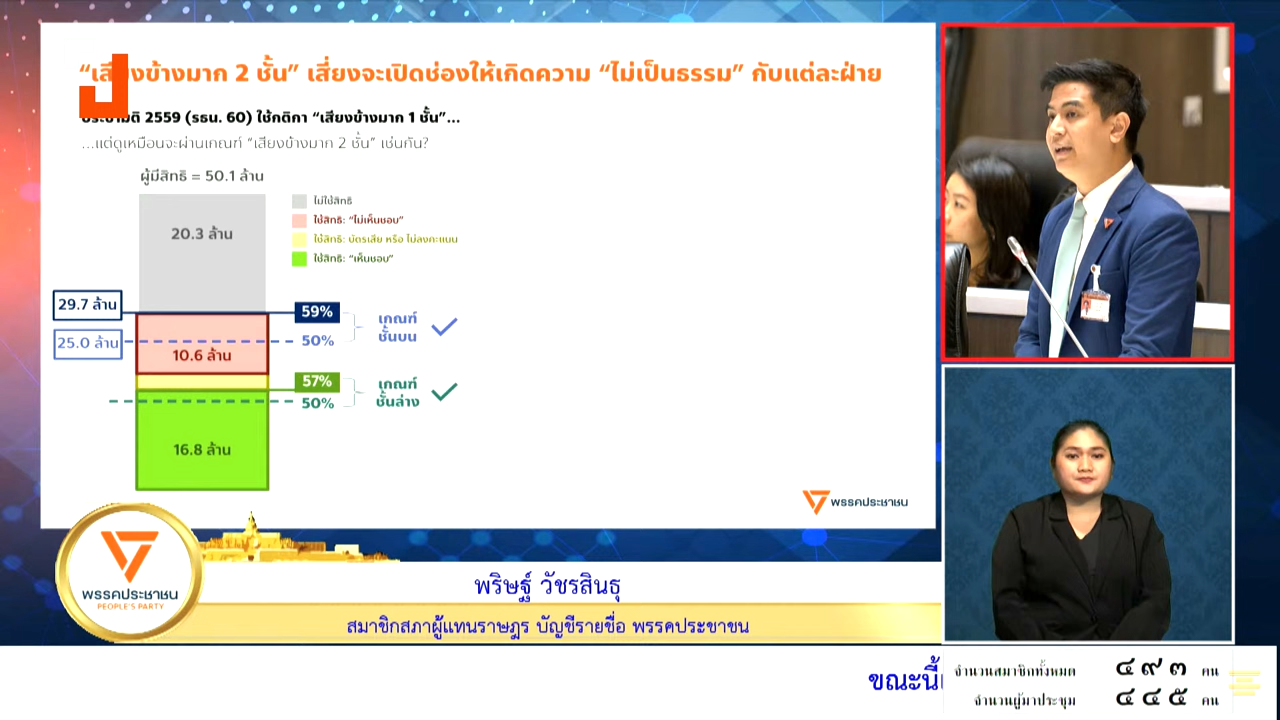 “เสียงข้างมาก 2 ชั้น” เสี่ยงจะเปิดช่องให้เกิดความ “ไม่เป็นธรรม” กับแต่ละฝ่าย
ประชามติ 2559 (รธน. 60) ใช้กติกา “เสียงข้างมาก 1 ชั้น”...
...แต่ดูเหมือนจะผ่านเกณฑ์ “เสียงข้างมาก 2 ชั้น” เช่นกัน?
ผู้มีสิทธิ = 50.1 ล้าน
20.3 ล้าน
ไม่ใช้สิทธิ
ใช้สิทธิ: “ไม่เห็นชอบ”
ใช้สิทธิ: บัตรเสีย หรือ ไม่ลงคะแนน
ใช้สิทธิ: “เห็นชอบ”
29.7 ล้าน
59%
25.0 ล้าน
50%
เกณฑ์
ชั้นบน
10.6 ล้าน
57%
50%
เกณฑ์
ชั้นล่าง
16.8 ล้าน
พรรคประชาชน
พรรคประชาชน
PEOPLE'S PARTY
พริษฐ์ วัชรสินธุ
สมาชิกสภาผู้แทนราษฎร บัญชีรายชื่อ พรรคประชาชน
ขณะนี้
จำนวนสมาชิกทั้งหมด ๔๙๓ คน
จำนวนผู้มาประชุม ๔๔๕ คน